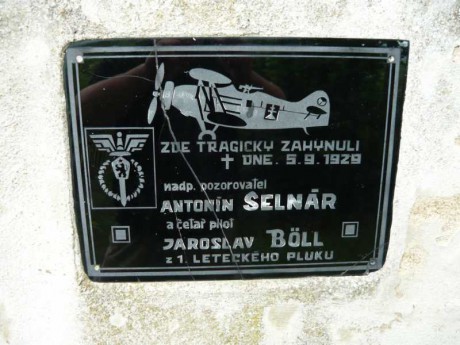 ZDE TRAGICKY ZAHYNULI
✝ DNE. 5.9.1929
nadp. pozorovatel
ANTONÍN SELNÁR
a četař pilot
JAROSLAV BÖLL
z 1. LETECKÉHO PLUKU